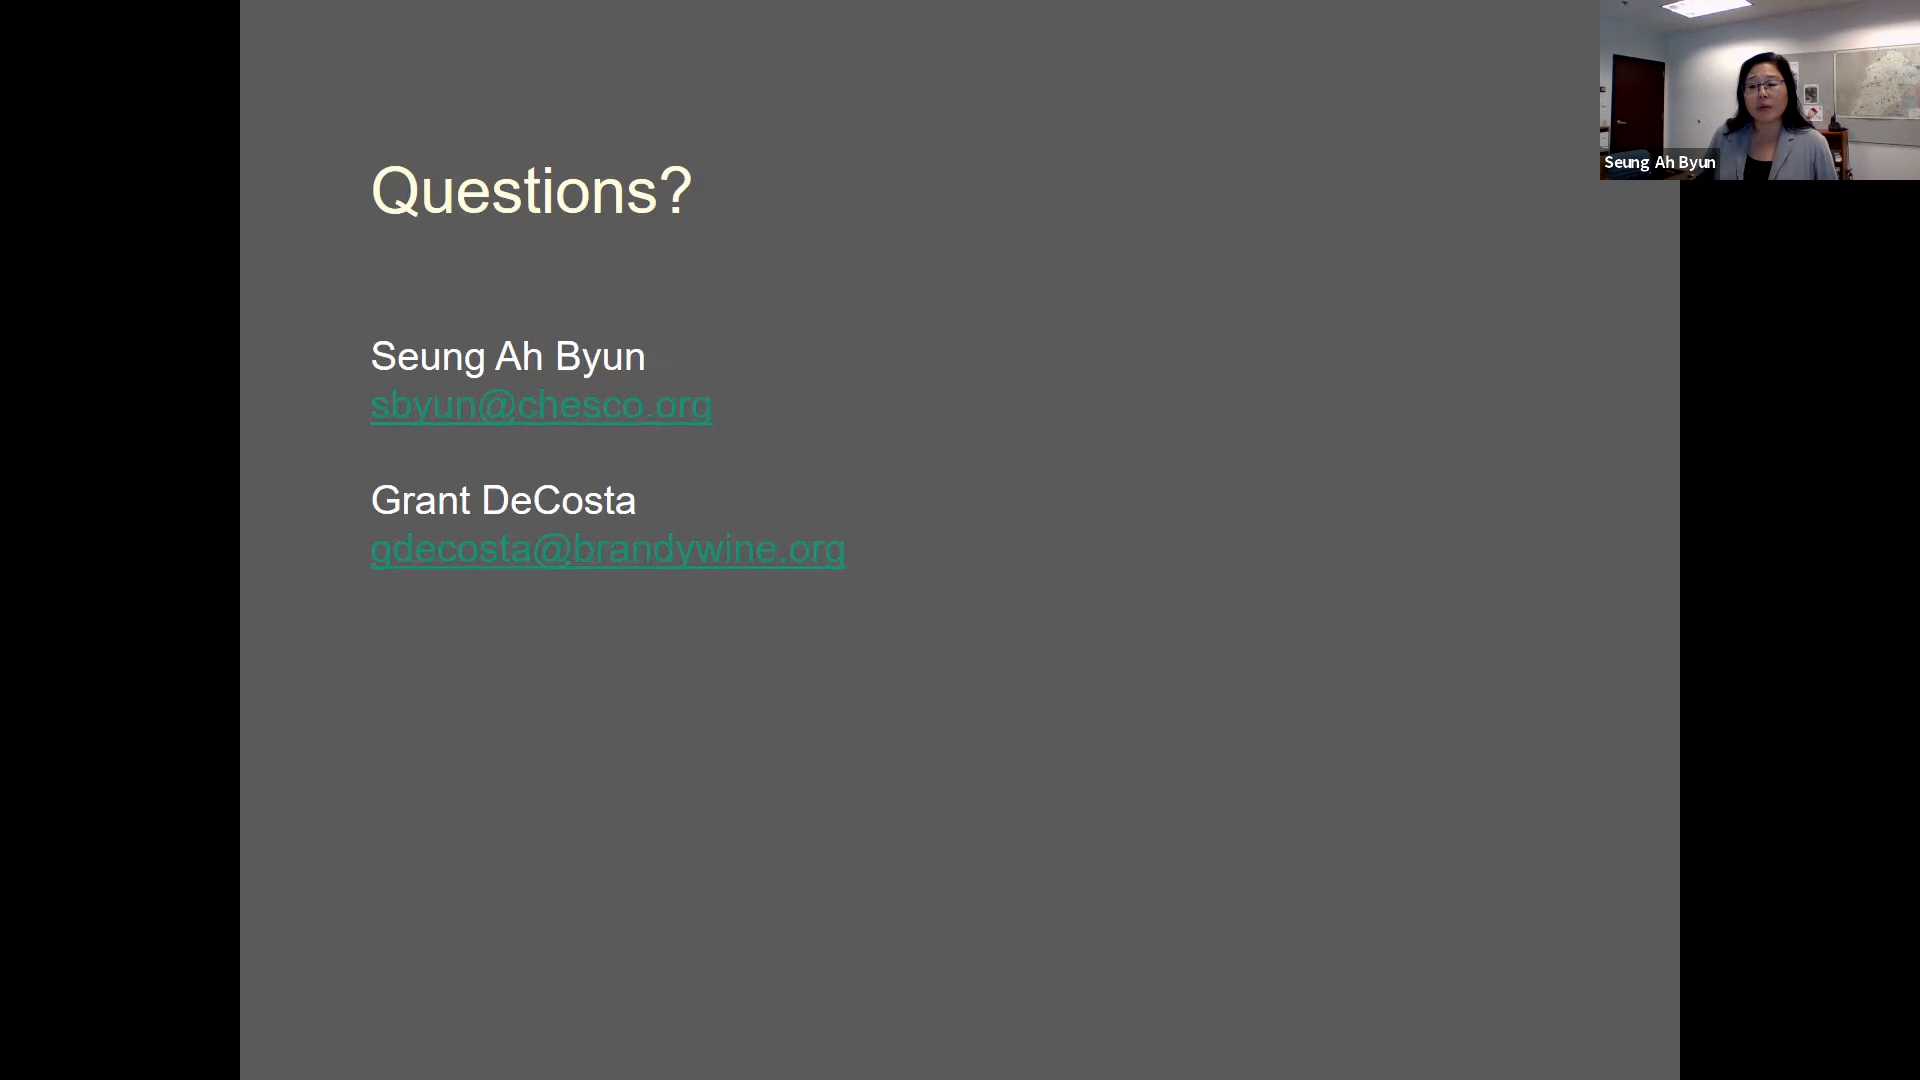 Questions?
Seung Ah Byun
sbyun@chesco.org
Grant DeCosta
gdecosta@brandywine.org
Seung Ah Byun